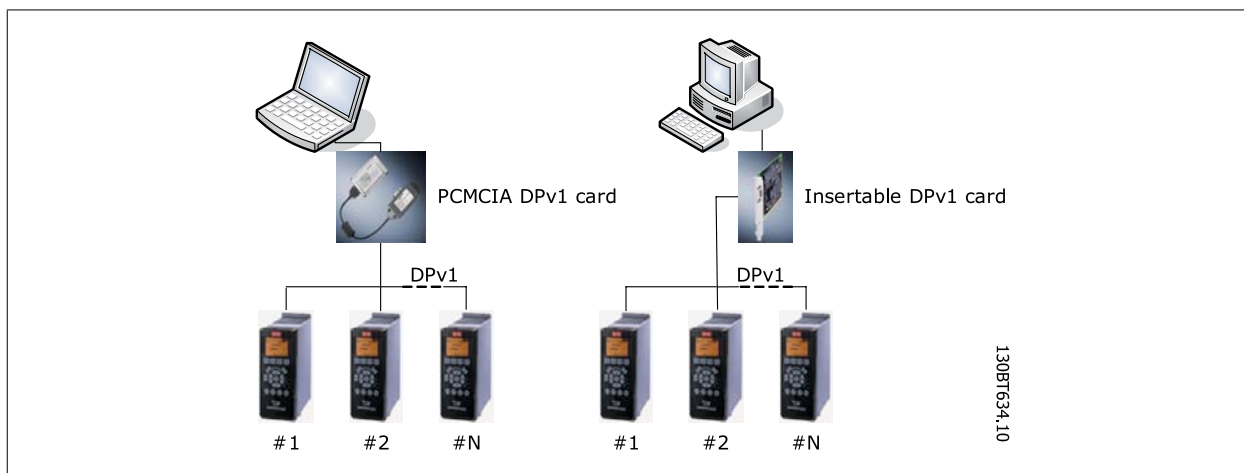 PCMCIA DPv1 card
Insertable DPv1 card
DPv1
DPv1
#1
#2
#N
#1
#2
#N
130BT634.10